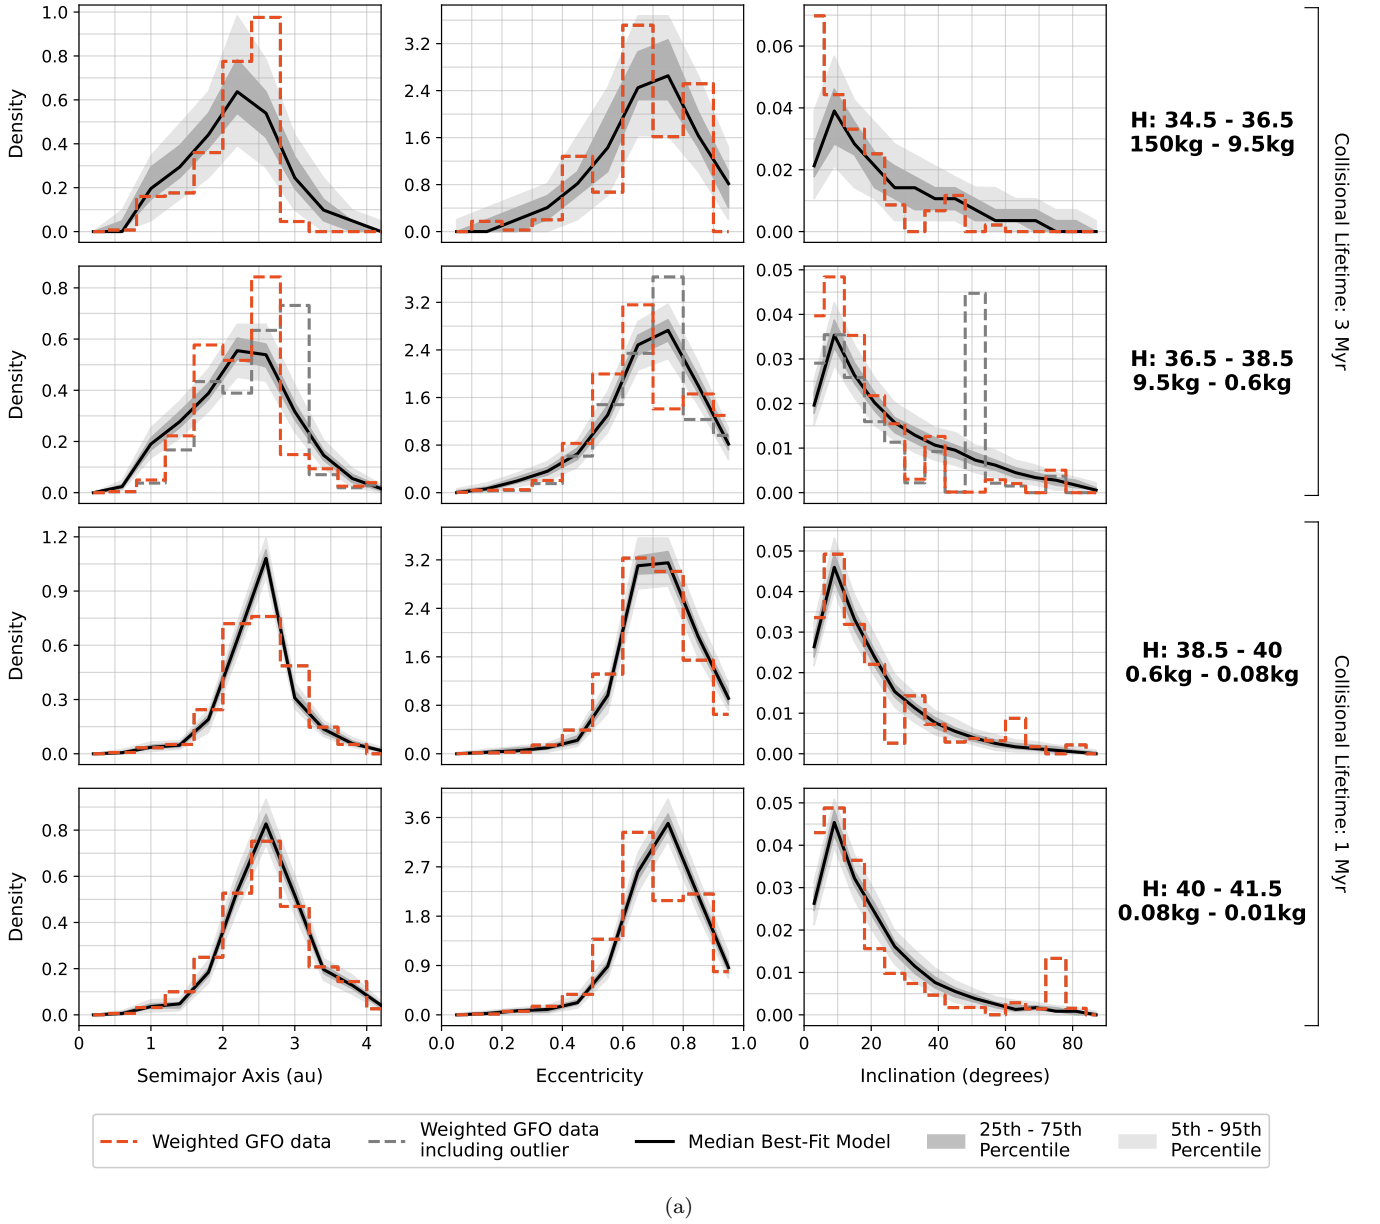 1.0
0.8
0.6
0.4
0.2
0.0
Density
3.2
2.4
1.6
0.8
0.0
0.06
0.04
0.02
0.00
H: 34.5 - 36.5
150kg - 9.5kg
Collisional Lifetime: 3 Myr
0.8
0.6
0.4
0.2
0.0
Density
3.2
2.4
1.6
0.8
0.0
0.05
0.04
0.03
0.02
0.01
0.00
H: 36.5 - 38.5
9.5kg - 0.6kg
1.2
0.9
0.6
0.3
0.0
Density
3.2
2.4
1.6
0.8
0.0
0.05
0.04
0.03
0.02
0.01
0.00
H: 38.5 - 40
0.6kg - 0.08kg
Collisional Lifetime: 1 Myr
0.8
0.6
0.4
0.2
0.0
Density
3.6
2.7
1.8
0.9
0.0
0.05
0.04
0.03
0.02
0.01
0.00
H: 40 - 41.5
0.08kg - 0.01kg
0 1 2 3 4
0.0 0.2 0.4 0.6 0.8 1.0
0 20 40 60 80
Semimajor Axis (au)
Eccentricity
Inclination (degrees)
Weighted GFO data
Weighted GFO data
including outlier
Median Best-Fit Model
25th - 75th
Percentile
5th - 95th
Percentile
(a)